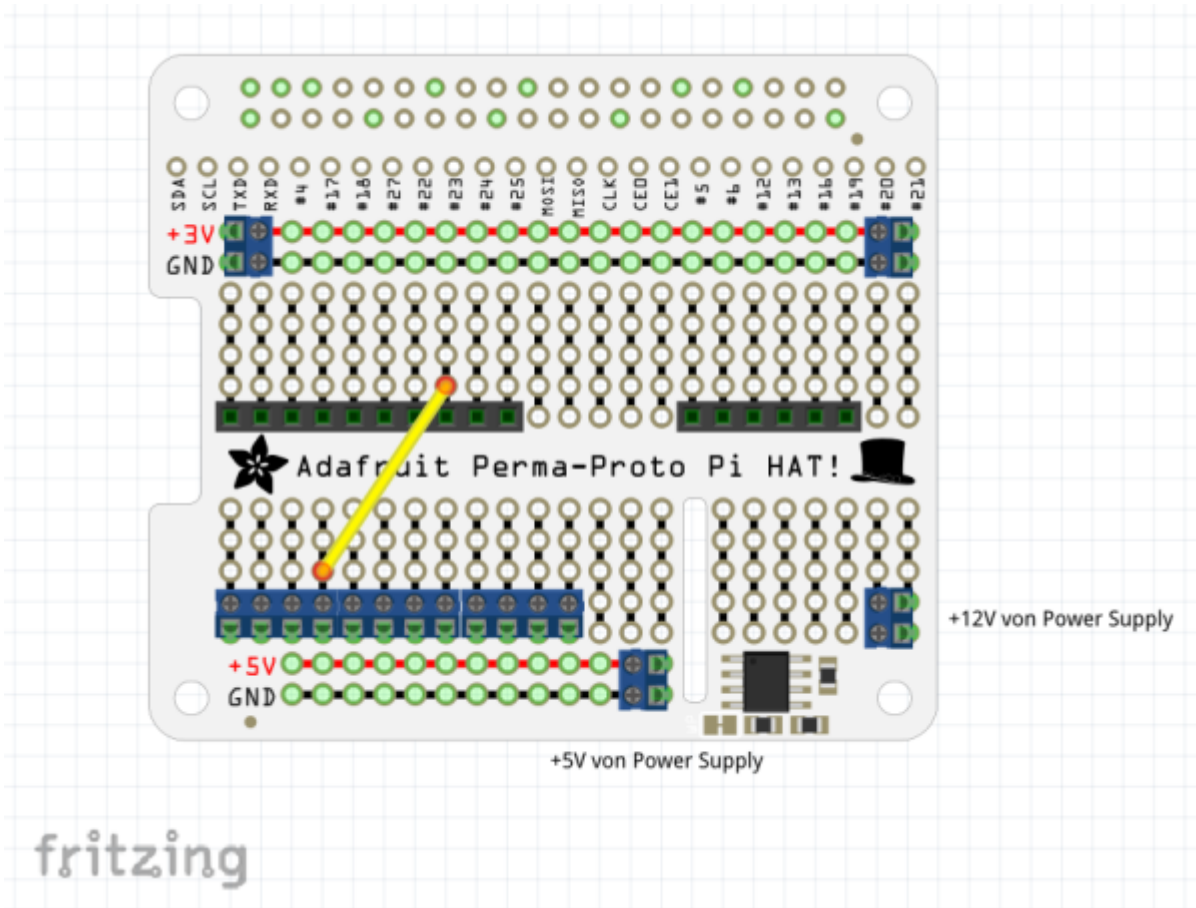 SDA SCL TXD RXD #4 #17 #18 #27 #22 #23 #24 #25 MOSI MISO CLK CE0 CE1 #5 #6 #12 #13 #16 #19 #20 #21
+3V
GND
Adafruit Perma-Proto Pi HAT!
+12V von Power Supply
+5V
GND
+5V von Power Supply
fritzing